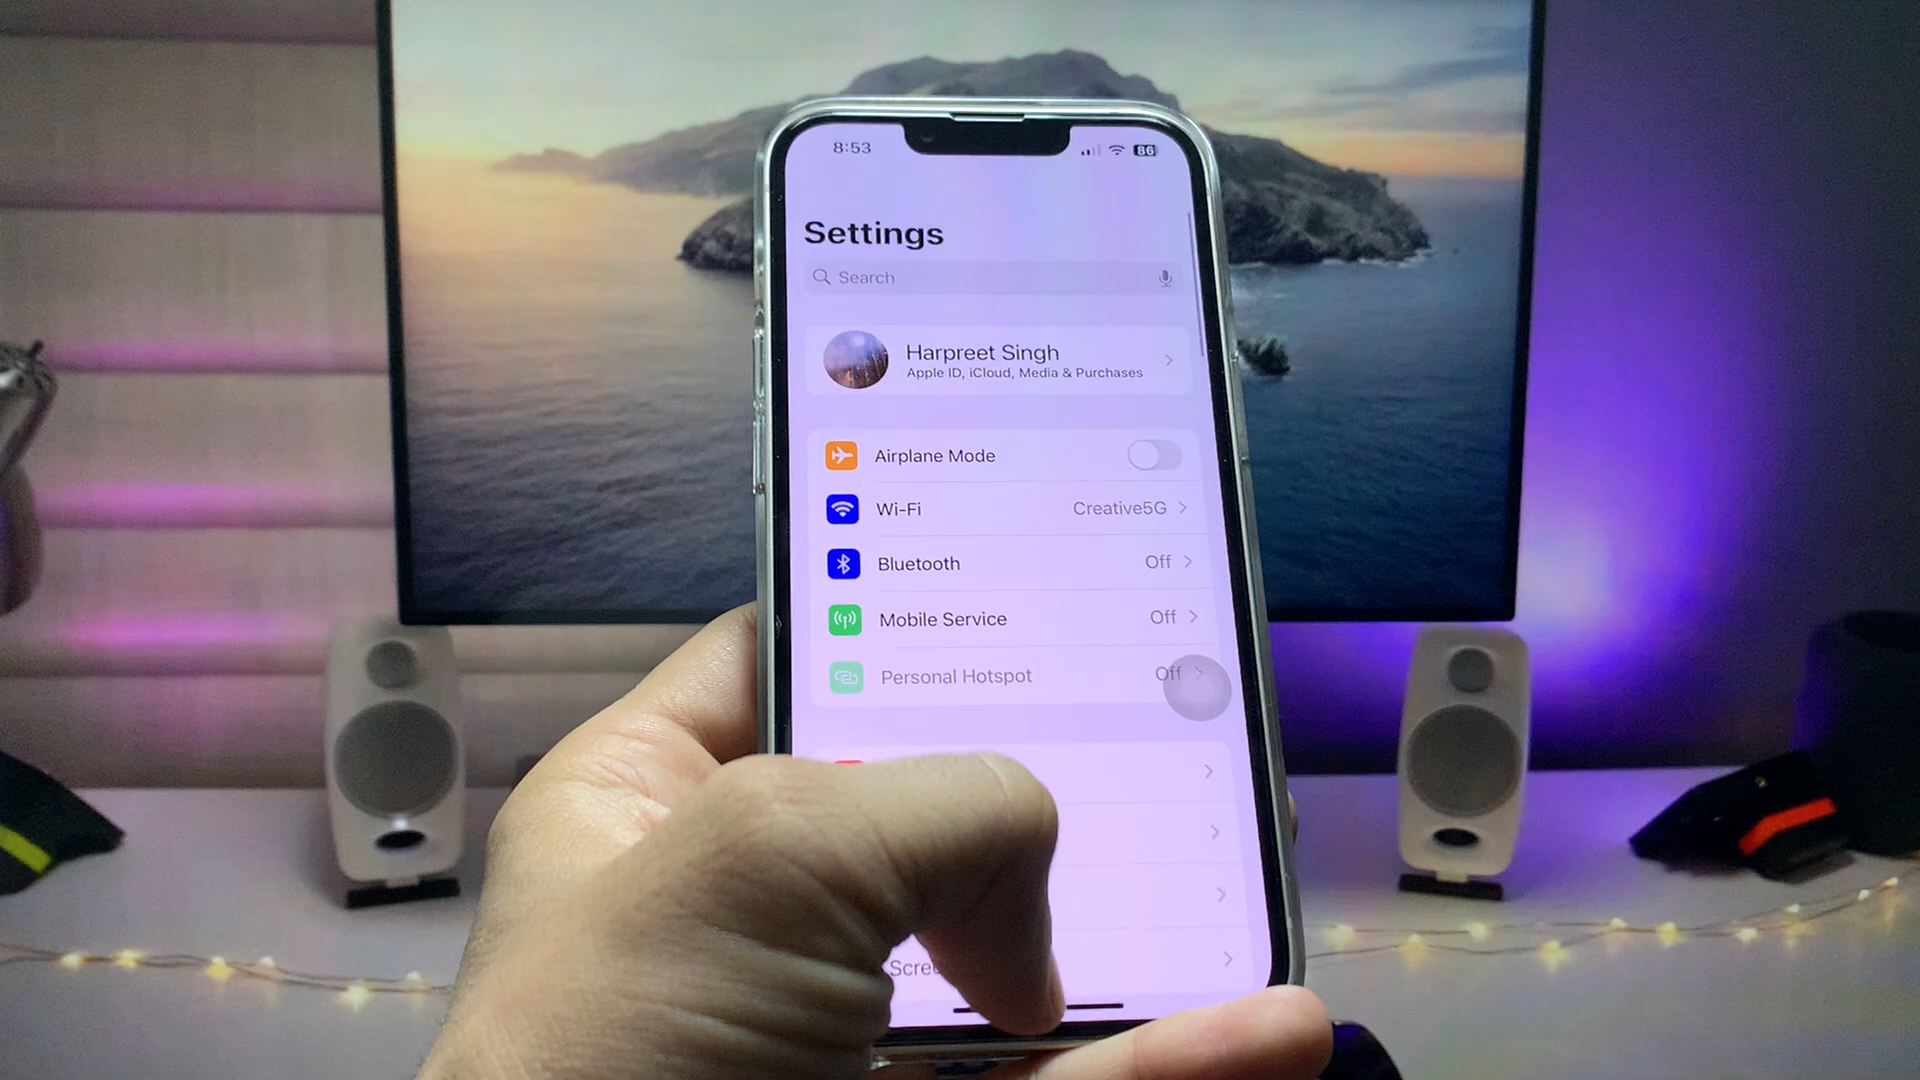 8:53
86
Settings
Search
Harpreet Singh
Apple ID, iCloud, Media & Purchases
Airplane Mode
Wi-Fi Creative5G
Bluetooth Off
Mobile Service Off
Personal Hotspot Off
Scree